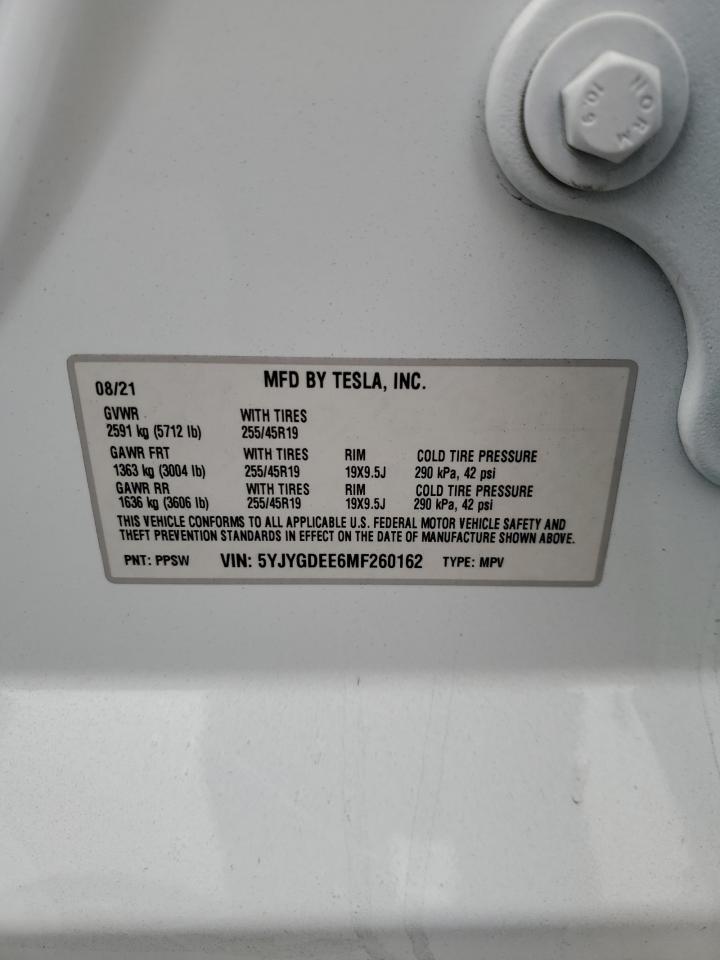 NORM
10.9
08/21 MFD BY TESLA, INC.
GVWR WITH TIRES
2591 kg (5712 lb) 255/45R19
GAWR FRT WITH TIRES RIM COLD TIRE PRESSURE
1363 kg (3004 lb) 255/45R19 19X9.5J 290 kPa, 42 psi
GAWR RR WITH TIRES RIM COLD TIRE PRESSURE
1636 kg (3606 lb) 255/45R19 19X9.5J 290 kPa, 42 psi
THIS VEHICLE CONFORMS TO ALL APPLICABLE U.S. FEDERAL MOTOR VEHICLE SAFETY AND
THEFT PREVENTION STANDARDS IN EFFECT ON THE DATE OF MANUFACTURE SHOWN ABOVE.
PNT: PPSW VIN: 5YJYGDEE6MF260162 TYPE: MPV